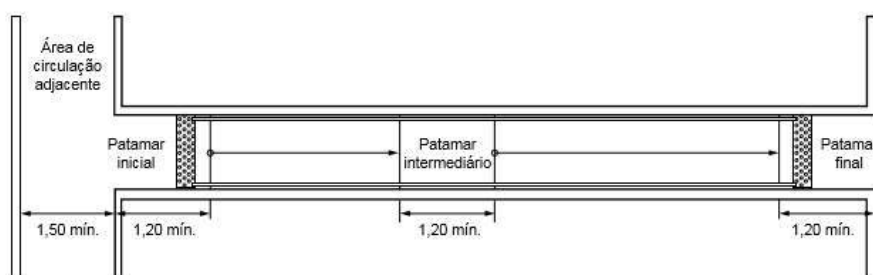 Área de
circulação
adjacente
Patamar
inicial
Patamar
intermediário
Patama
final
1,50 mín.
1,20 mín.
1,20 mín.
1,20 mín.